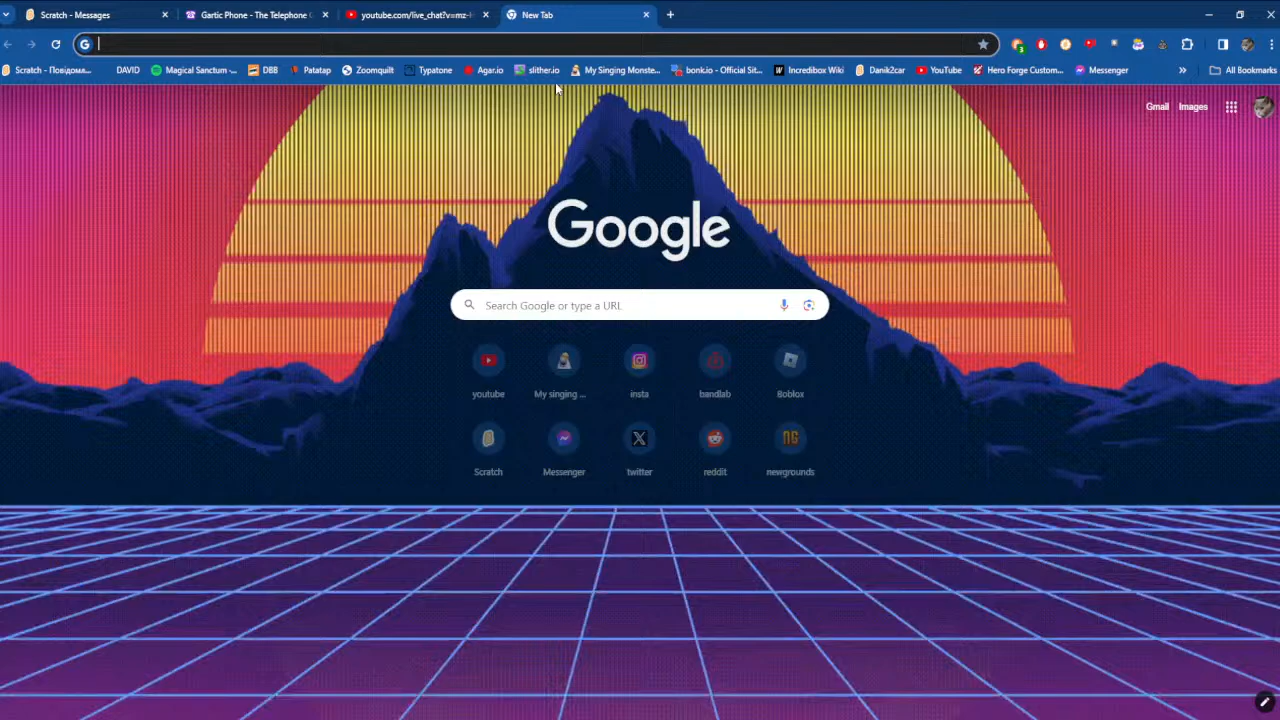 Scratch - Messages
Gartic Phone - The Telephone
youtube.com/live_chat?v=mz-
New Tab
Scratch - Повідомл...
DAVID
Magical Sanctum -...
DBB
Patatap
Zoomquilt
Typatone
Agar.io
slither.io
My Singing Monste...
bonk.io - Official Sit...
Incredibox Wiki
Danik2car
YouTube
Hero Forge Custom...
Messenger
All Bookmarks
Gmail
Images
Google
Search Google or type a URL
youtube
My singing ...
insta
bandlab
Roblox
Scratch
Messenger
twitter
reddit
newgrounds